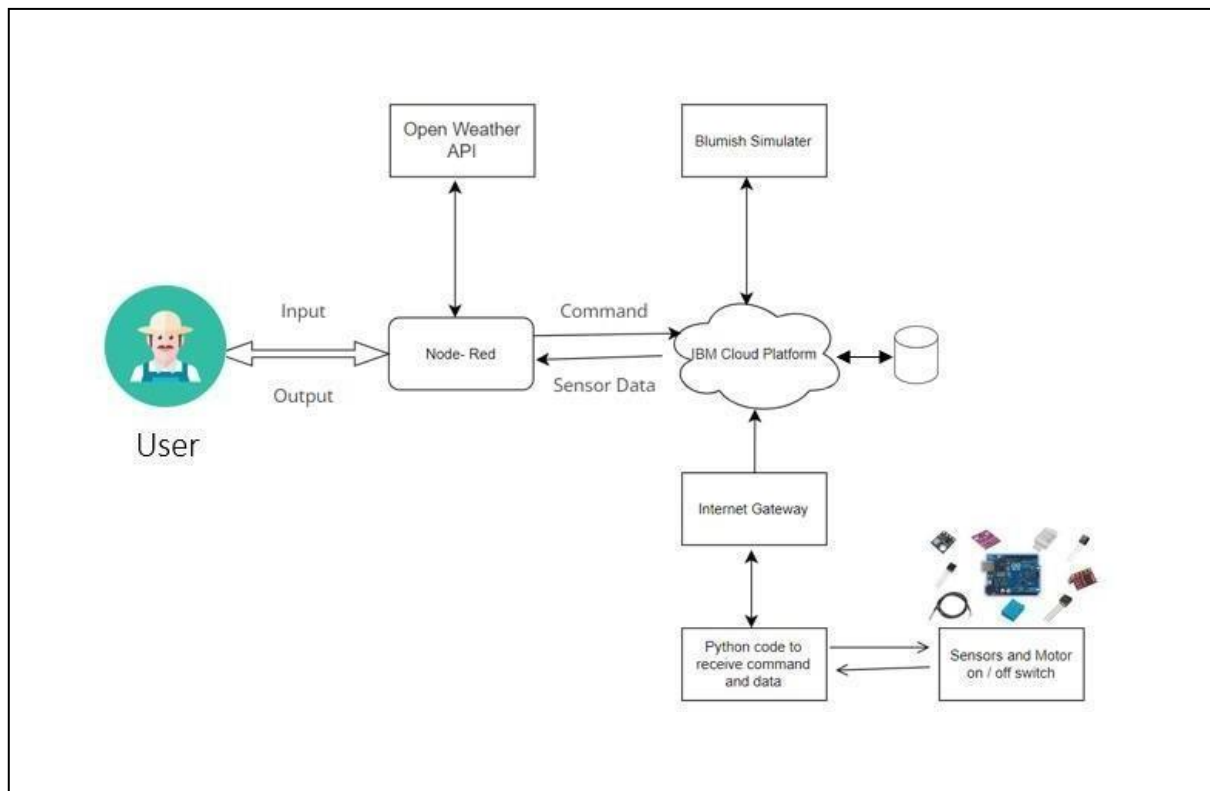 Open Weather
API
Blumish Simulater
Input
Command
Node- Red
IBM Cloud Platform
Output
Sensor Data
User
Internet Gateway
Python code to
receive command
and data
Sensors and Motor
on / off switch